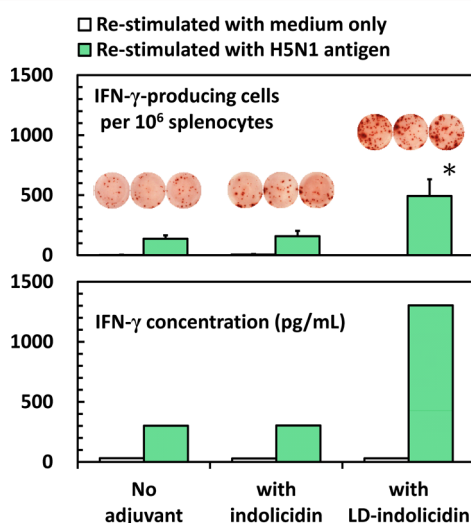 Re-stimulated with medium only
Re-stimulated with H5N1 antigen
1500
IFN-γ-producing cells
per 10⁶ splenocytes
1000
*
500
0
1500
IFN-γ concentration (pg/mL)
1000
500
0
No
adjuvant
with
indolicidin
with
LD-indolicidin